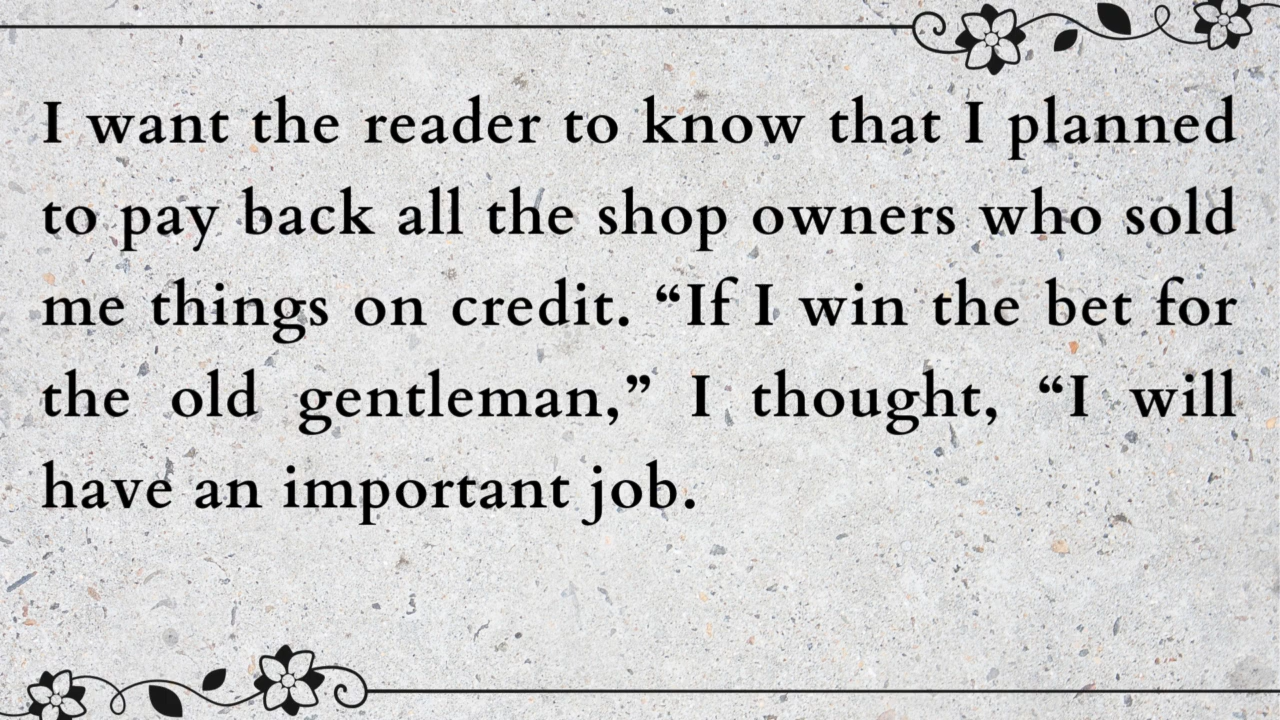 I want the reader to know that I planned
to pay back all the shop owners who sold
me things on credit. “If I win the bet for
the old gentleman,” I thought, “I will
have an important job.